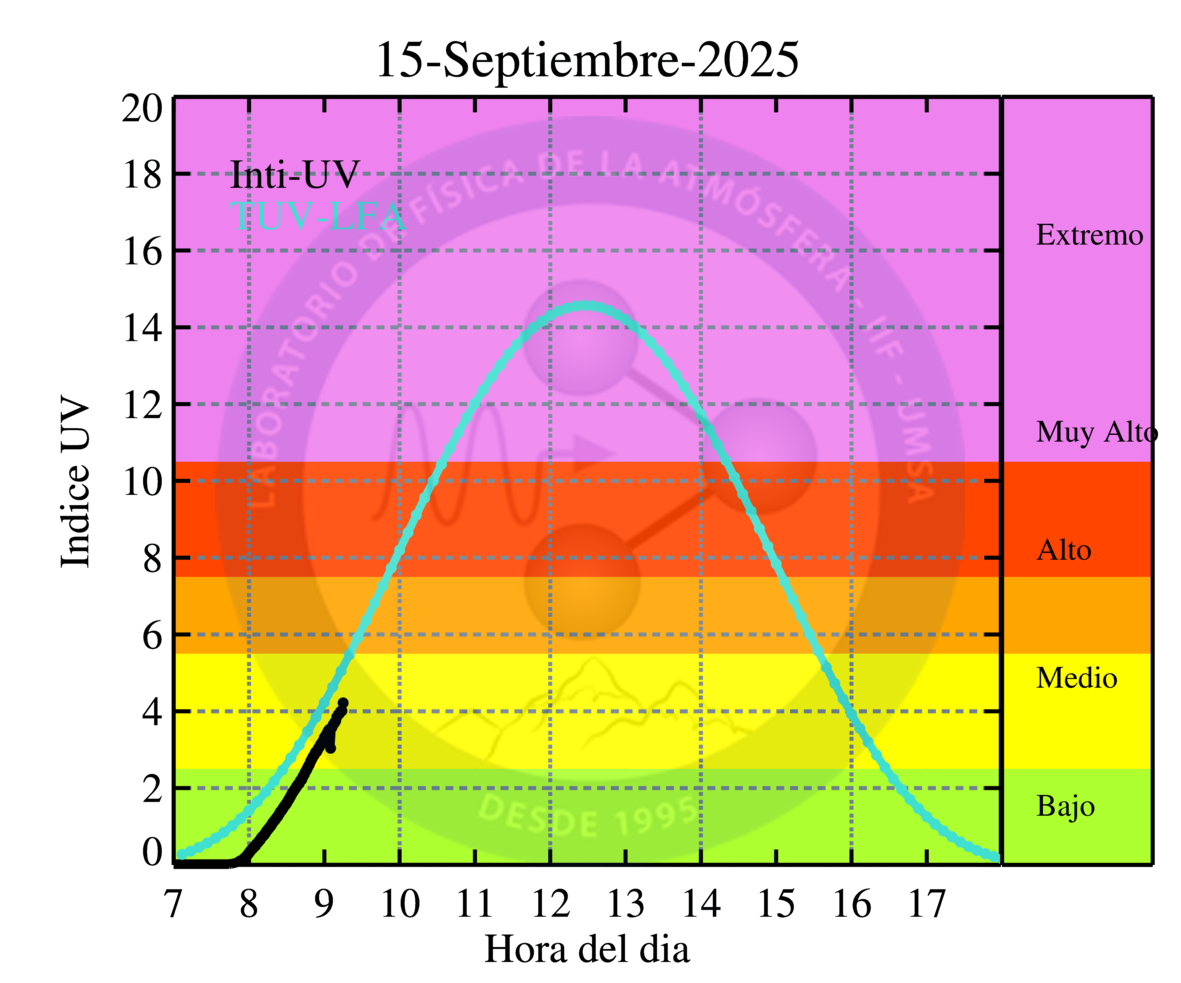 15-Septiembre-2025
Inti-UV
TUV-LFA
LABORATORIO DE FÍSICA DE LA ATMÓSFERA - IIF - UMSA
DESDE 1995
Indice UV
20
18
16
14
12
10
8
6
4
2
0
Extremo
Muy Alto
Alto
Medio
Bajo
7 8 9 10 11 12 13 14 15 16 17
Hora del dia